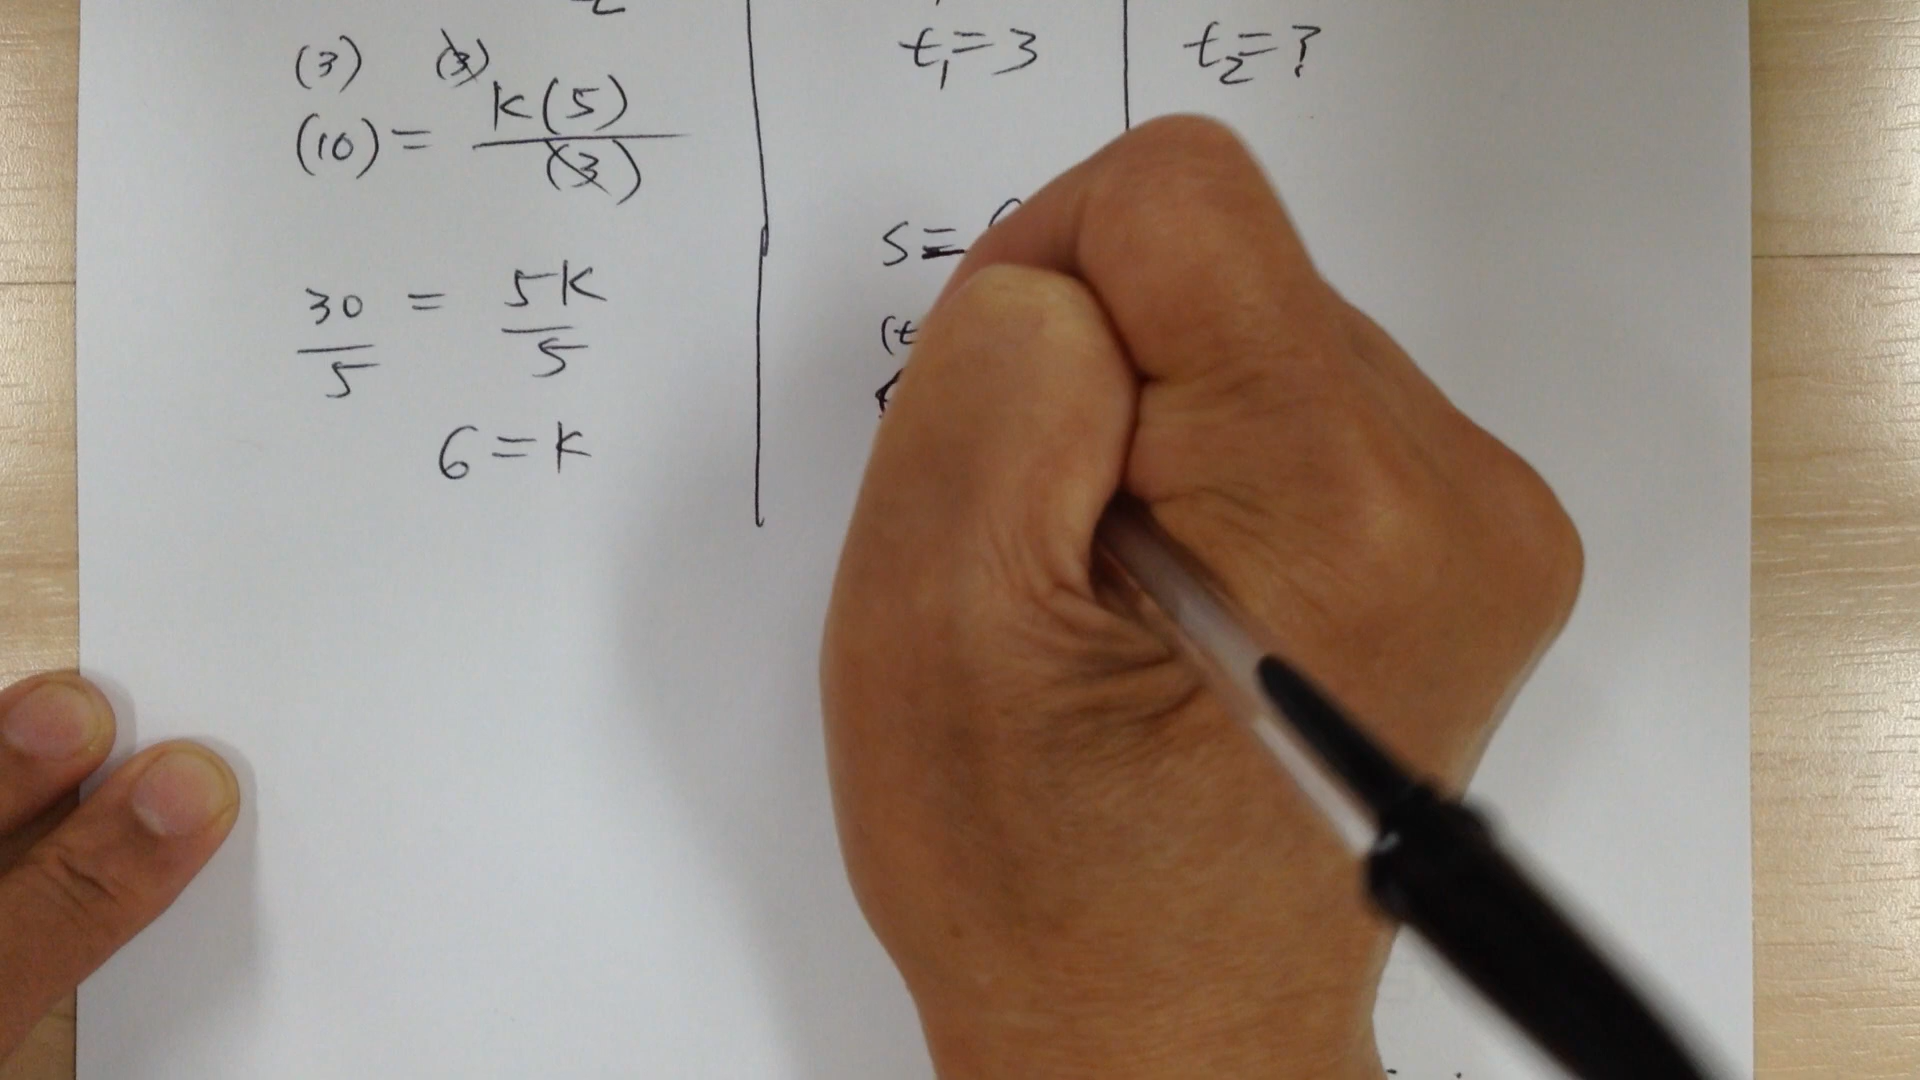 (3) (3)
(10) = K(5)
(3)
30 = 5K
5 5
6 = K
t₁ = 3
t₂ = ?
S =
(t